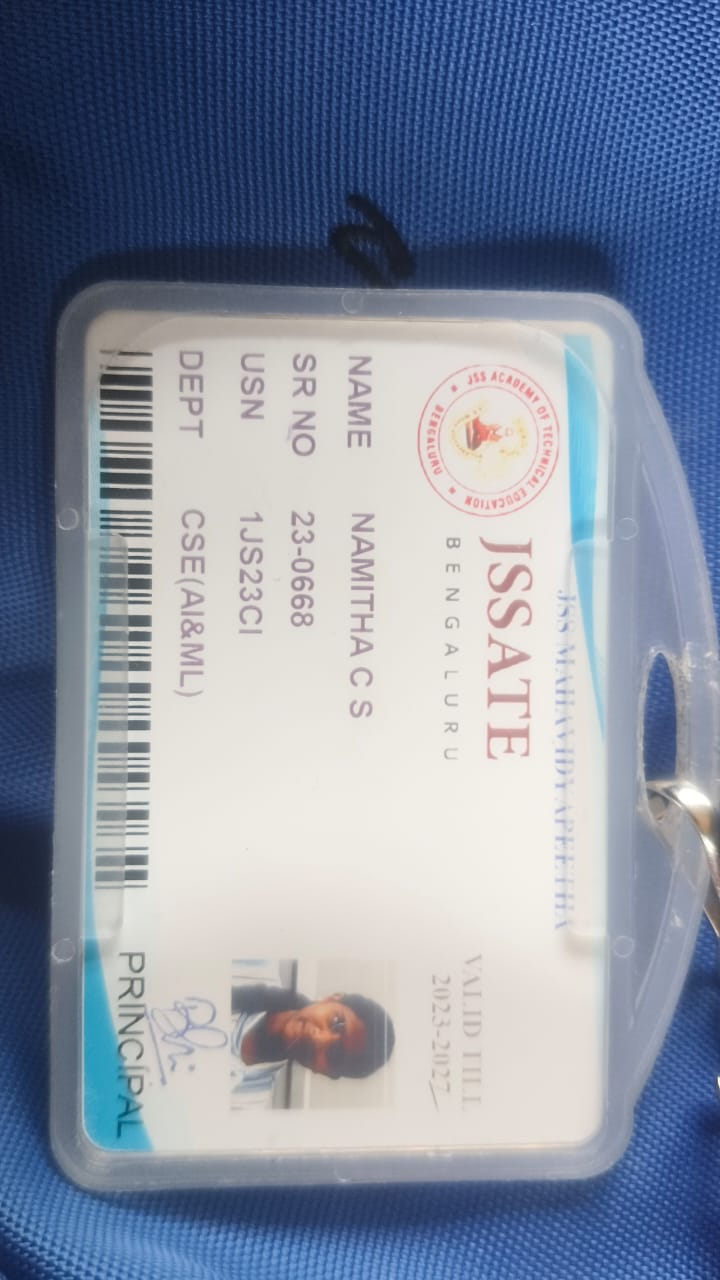 JSS MAHAVIDYAPEETHA
JSS ACADEMY OF TECHNICAL EDUCATION
BENGALURU
JSSATE
BENGALURU
VALID TILL
2023-2027
NAME NAMITHA C S
SR NO 23-0668
USN 1JS23CI
DEPT CSE(AI&ML)
PRINCIPAL